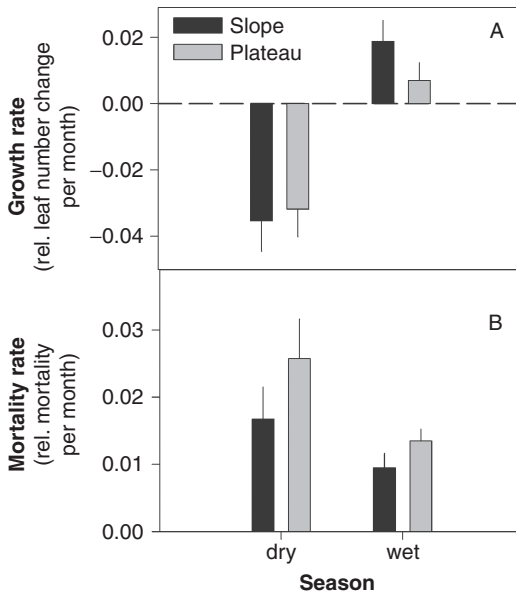 Slope
Plateau
A
0.02
0.00
−0.02
−0.04
Growth rate
(rel. leaf number change
per month)
B
0.03
0.02
0.01
0.00
Mortality rate
(rel. mortality
per month)
dry wet
Season